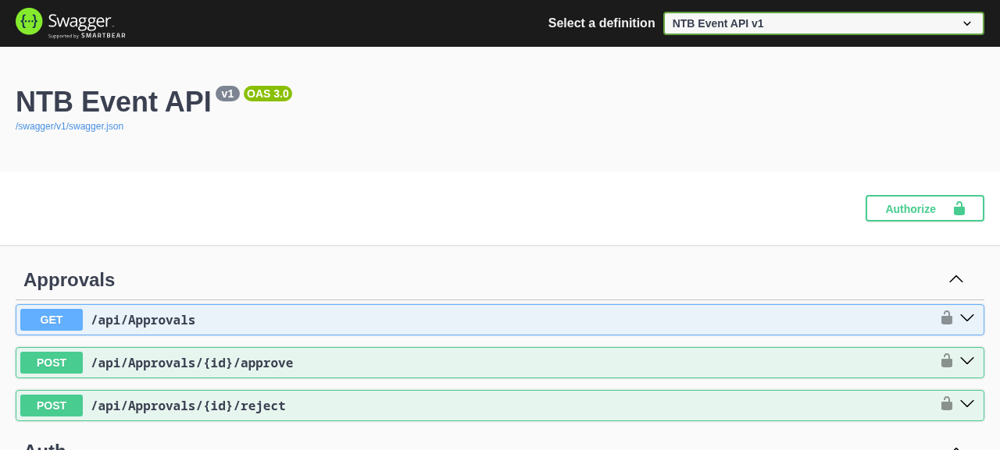 Swagger
Supported by SMARTBEAR
Select a definition
NTB Event API v1
NTB Event API v1 OAS 3.0
/swagger/v1/swagger.json
Authorize
Approvals
GET /api/Approvals
POST /api/Approvals/{id}/approve
POST /api/Approvals/{id}/reject
Auth